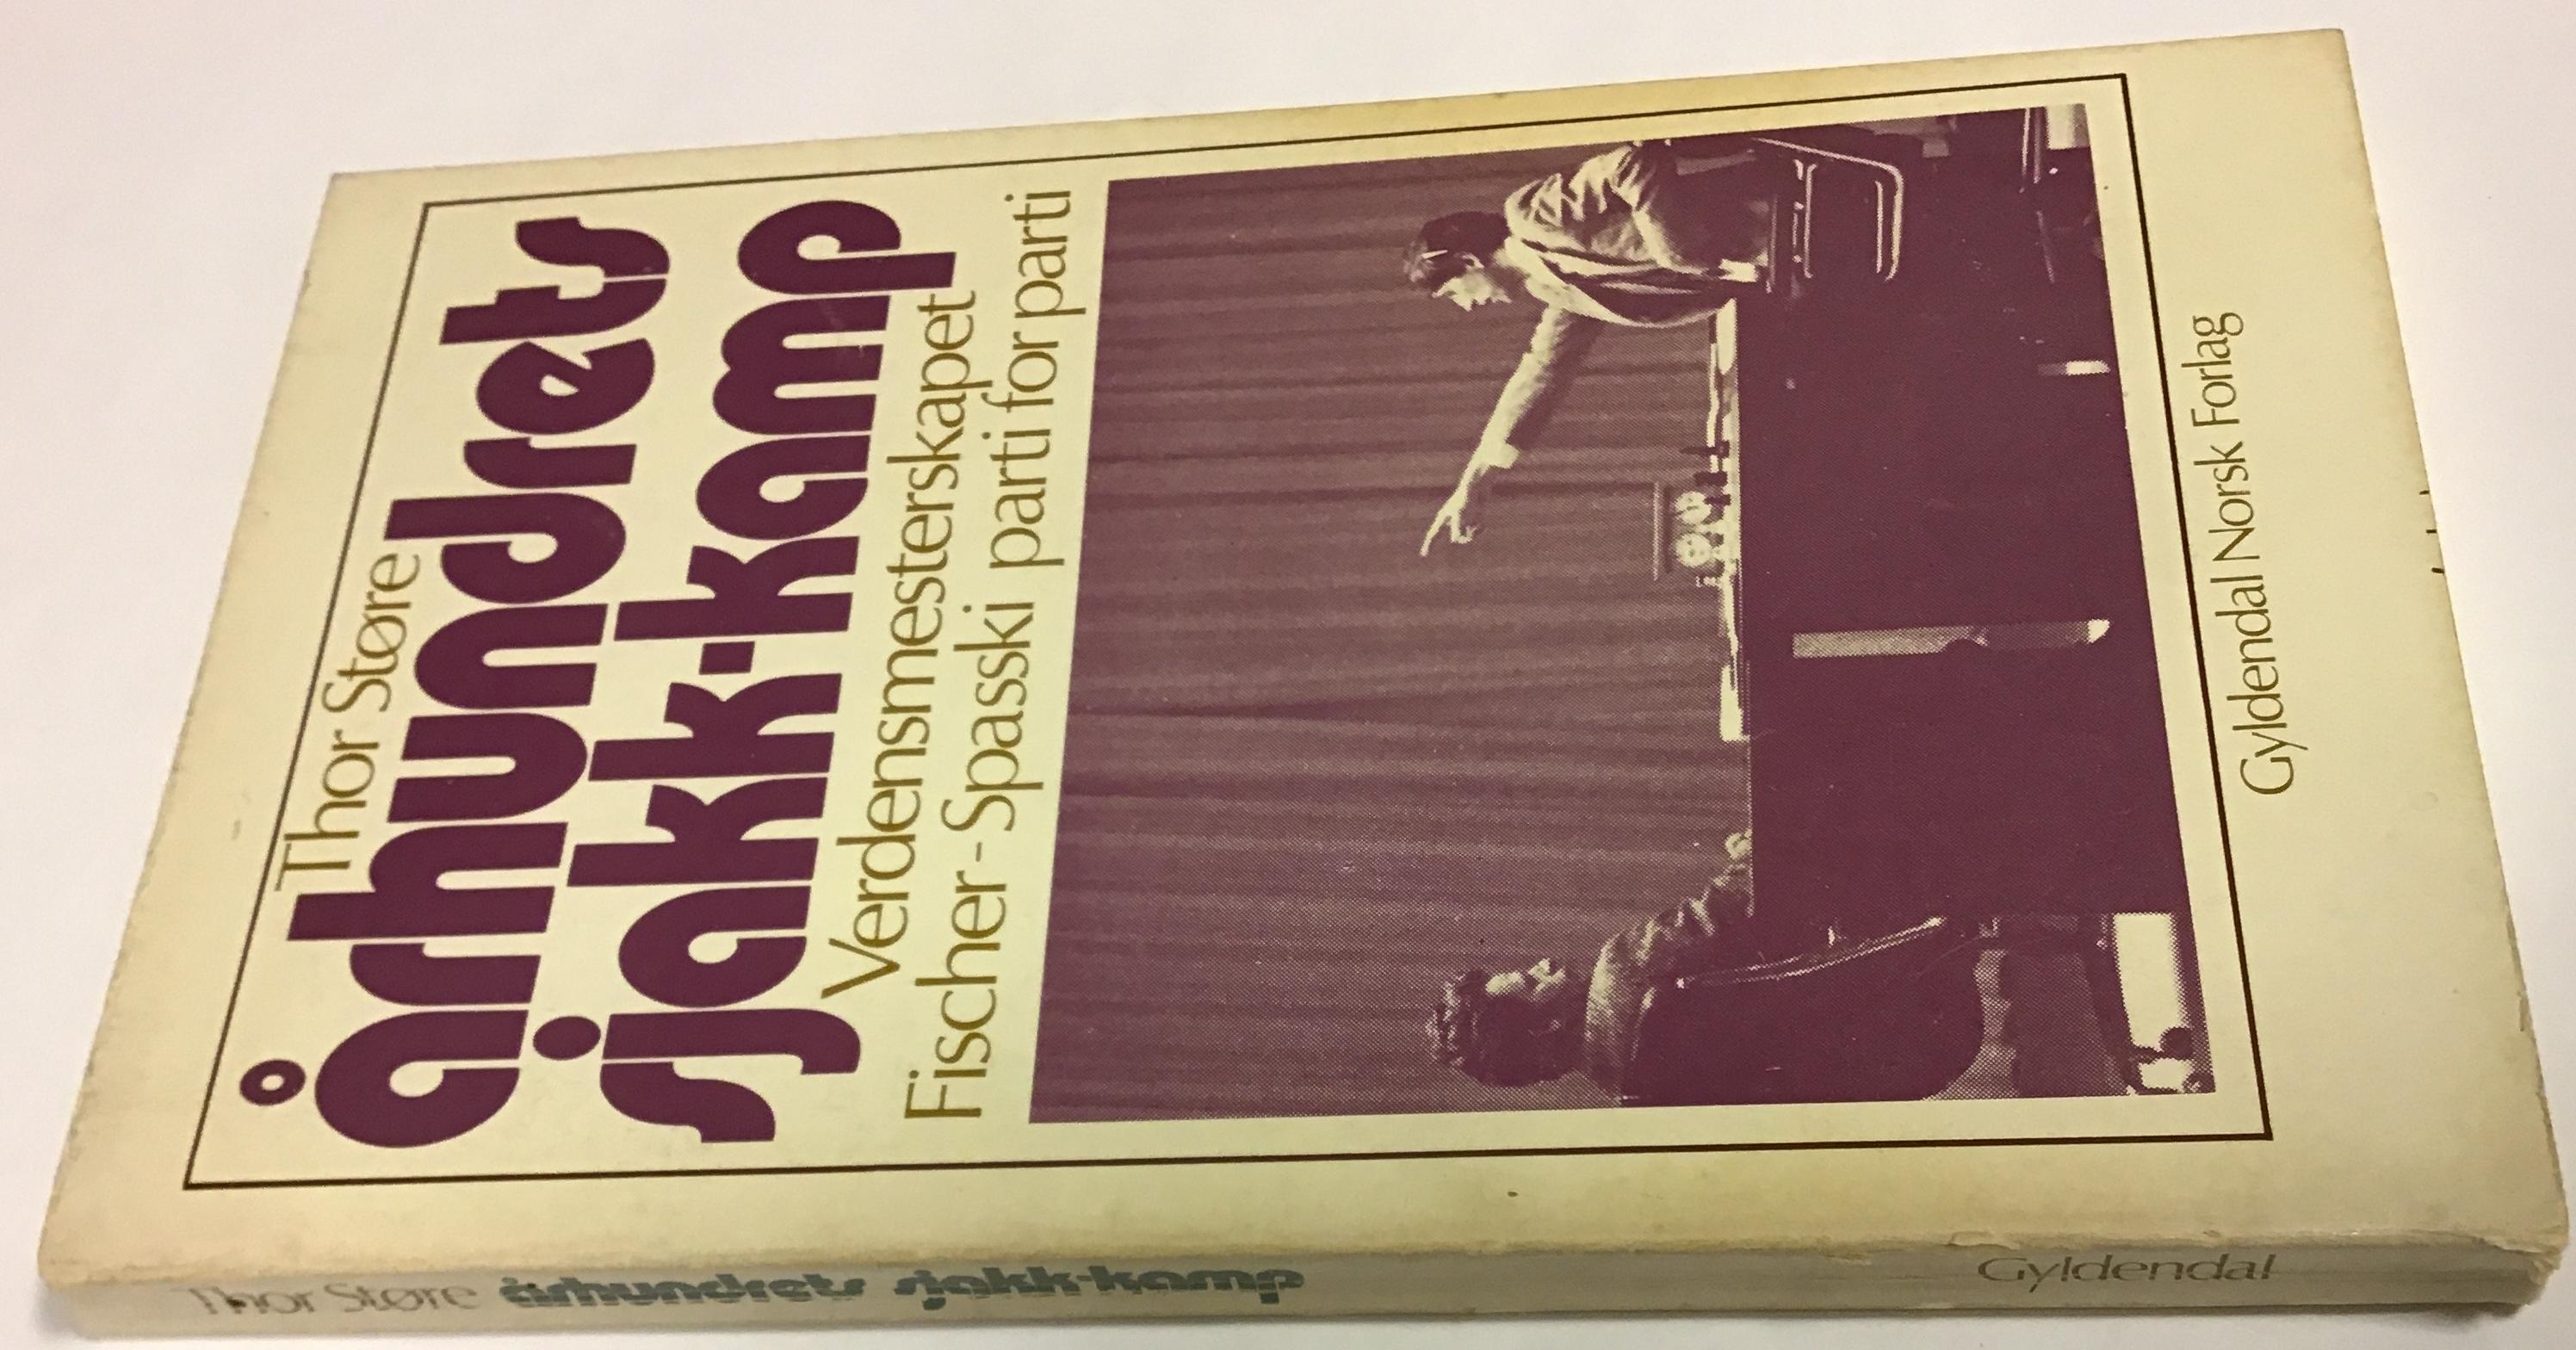 Thor Støre
århundrets
sjakk-kamp
Verdensmesterskapet
Fischer-Spasski parti for parti
Gyldendal Norsk Forlag
Thor Støre århundrets sjakk-kamp Gyldendal